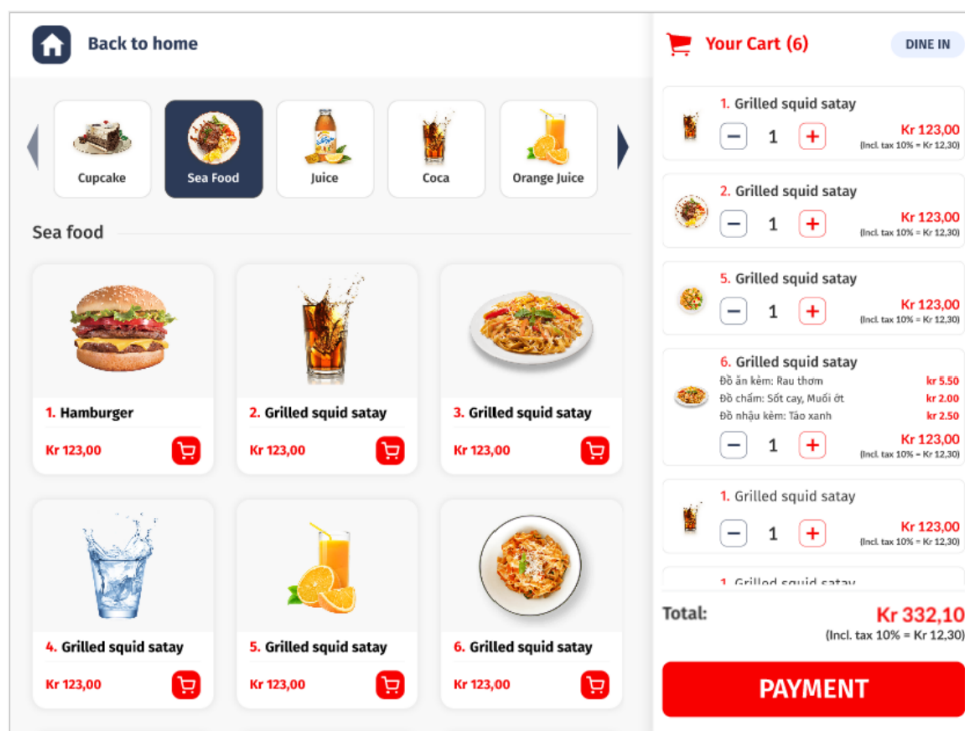 Back to home
Cupcake
Sea Food
Juice
Coca
Orange Juice
Sea food
1. Hamburger
Kr 123,00
2. Grilled squid satay
Kr 123,00
3. Grilled squid satay
Kr 123,00
4. Grilled squid satay
Kr 123,00
5. Grilled squid satay
Kr 123,00
6. Grilled squid satay
Kr 123,00
Your Cart (6)
DINE IN
1. Grilled squid satay
1
Kr 123,00
(Incl. tax 10% = Kr 12,30)
2. Grilled squid satay
1
Kr 123,00
(Incl. tax 10% = Kr 12,30)
5. Grilled squid satay
1
Kr 123,00
(Incl. tax 10% = Kr 12,30)
6. Grilled squid satay
Đồ ăn kèm: Rau thơm kr 5.50
Đồ chấm: Sốt cay, Muối ớt kr 2.00
Đồ nhậu kèm: Táo xanh kr 2.50
1
Kr 123,00
(Incl. tax 10% = Kr 12,30)
1. Grilled squid satay
1
Kr 123,00
(Incl. tax 10% = Kr 12,30)
1. Grilled squid satay
Total: Kr 332,10
(Incl. tax 10% = Kr 12,30)
PAYMENT